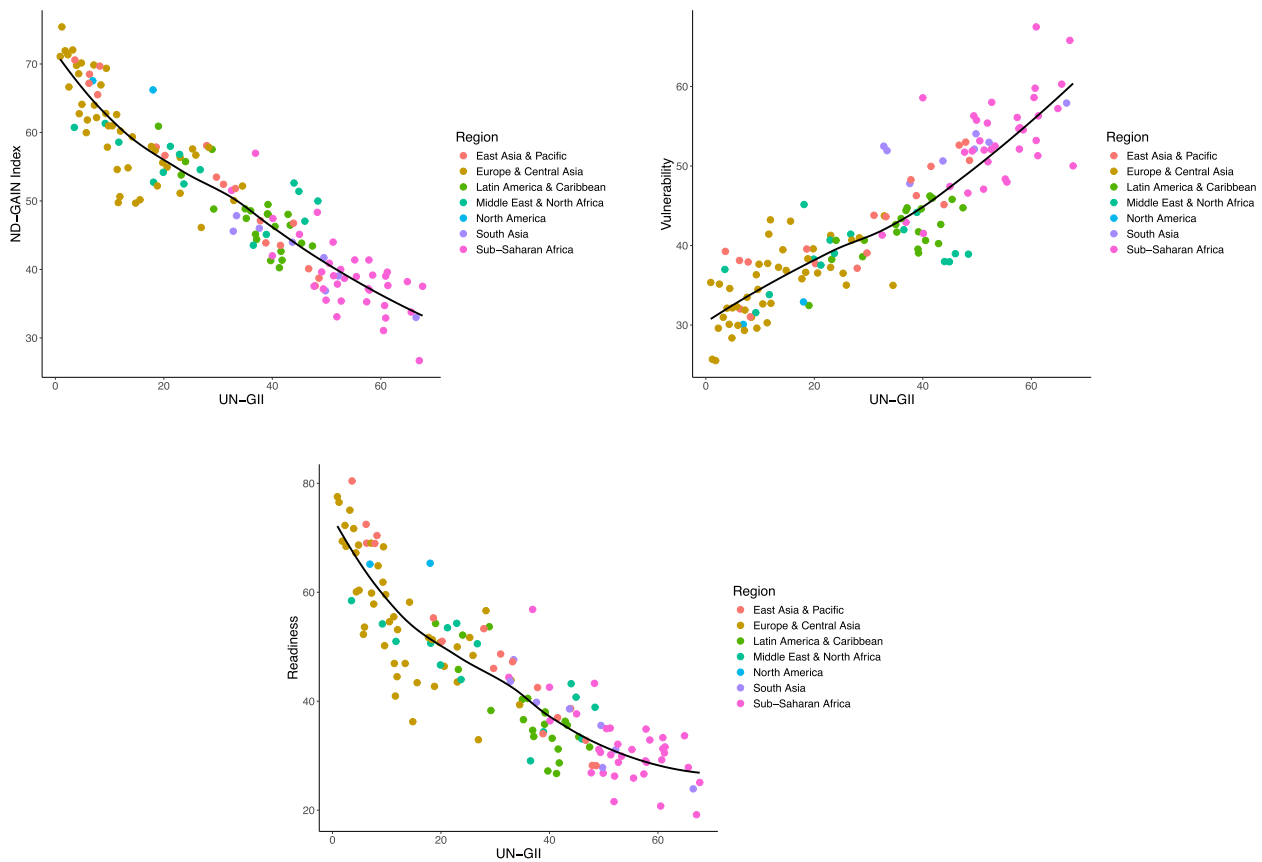 ND−GAIN Index
70
60
50
40
30
0
20
40
60
UN−GII
Region
East Asia & Pacific
Europe & Central Asia
Latin America & Caribbean
Middle East & North Africa
North America
South Asia
Sub−Saharan Africa
Vulnerability
60
50
40
30
0
20
40
60
UN−GII
Region
East Asia & Pacific
Europe & Central Asia
Latin America & Caribbean
Middle East & North Africa
North America
South Asia
Sub−Saharan Africa
Readiness
80
60
40
20
0
20
40
60
UN−GII
Region
East Asia & Pacific
Europe & Central Asia
Latin America & Caribbean
Middle East & North Africa
North America
South Asia
Sub−Saharan Africa